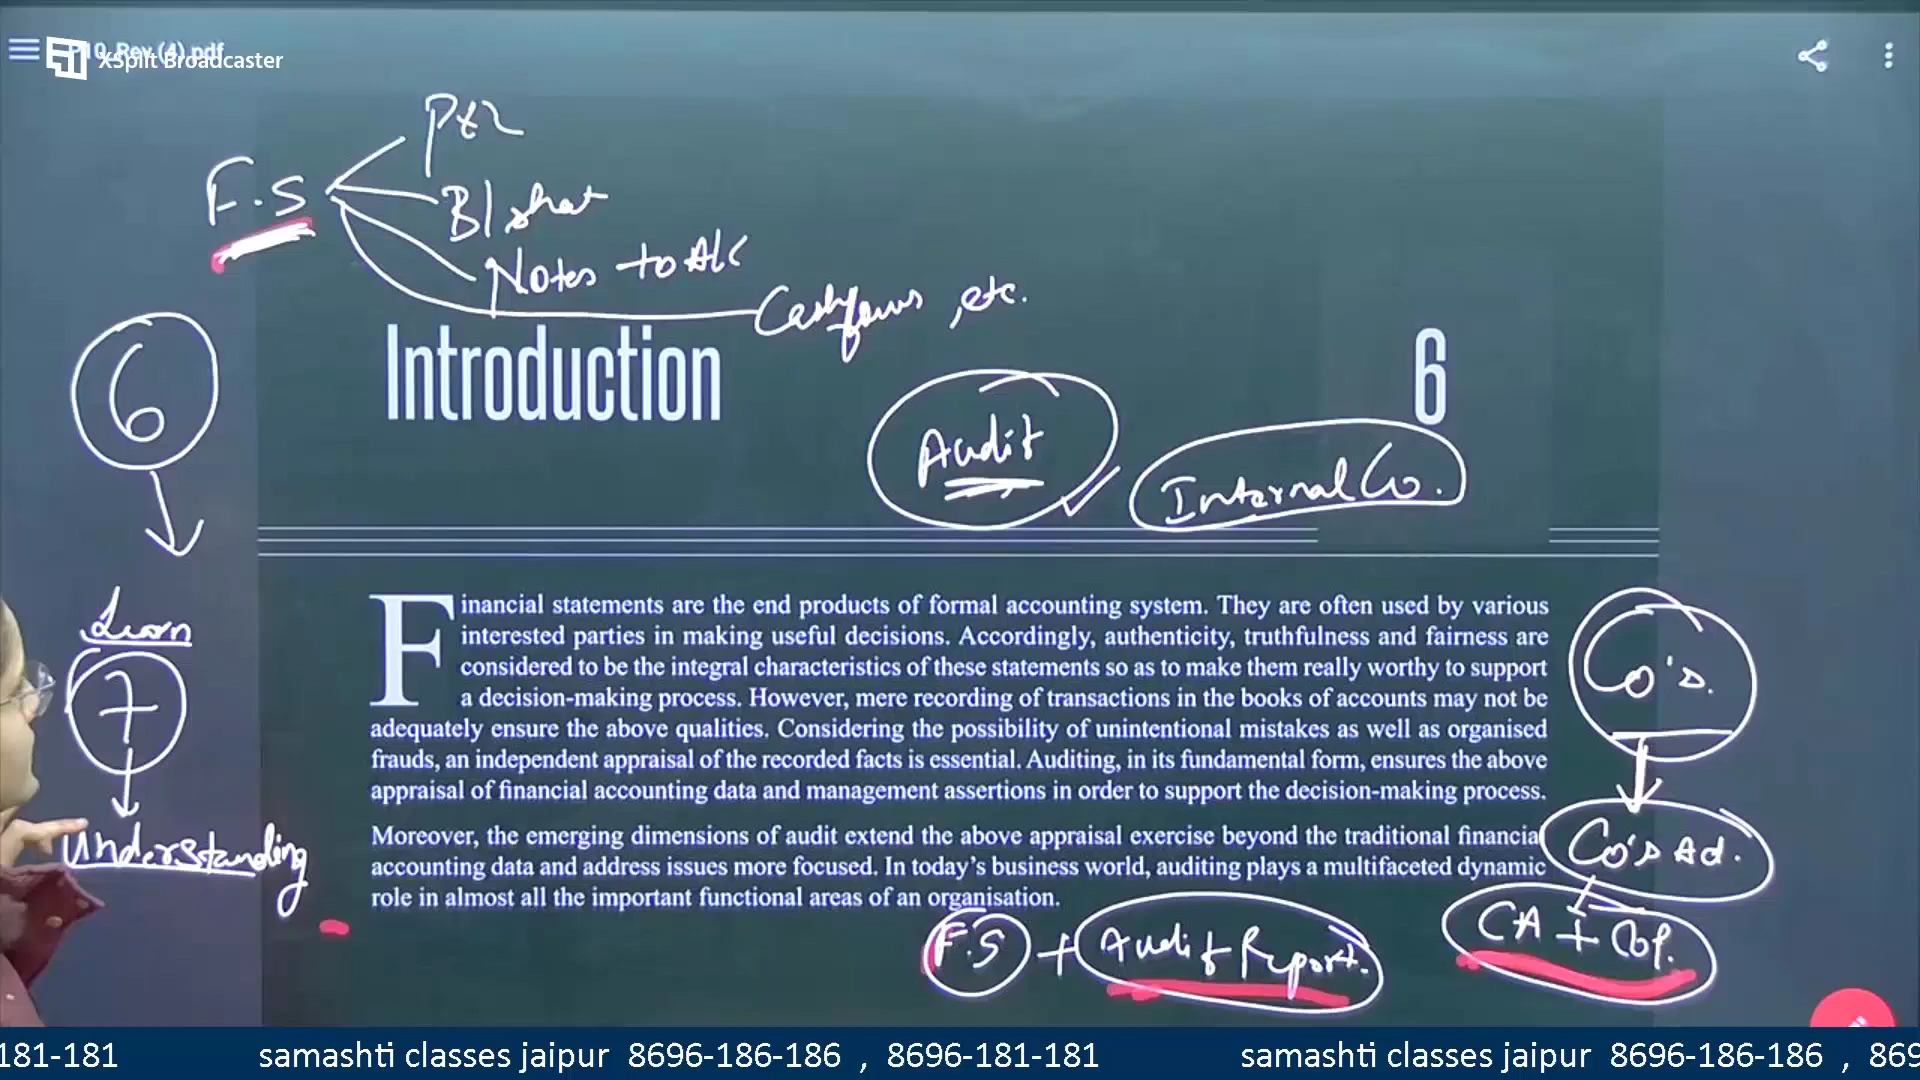 P10_Rev (4).pdf
XSplit Broadcaster
P&L
F.S
B/sheet
Notes to A/c
Cashflows, etc.
Introduction
6
6
Audit
Internal Co.
Learn
7
Understanding
Financial statements are the end products of formal accounting system. They are often used by various
interested parties in making useful decisions. Accordingly, authenticity, truthfulness and fairness are
considered to be the integral characteristics of these statements so as to make them really worthy to support
a decision-making process. However, mere recording of transactions in the books of accounts may not be
adequately ensure the above qualities. Considering the possibility of unintentional mistakes as well as organised
frauds, an independent appraisal of the recorded facts is essential. Auditing, in its fundamental form, ensures the above
appraisal of financial accounting data and management assertions in order to support the decision-making process.
Moreover, the emerging dimensions of audit extend the above appraisal exercise beyond the traditional financia
accounting data and address issues more focused. In today's business world, auditing plays a multifaceted dynamic
role in almost all the important functional areas of an organisation.
Co's.
Co's Ad.
CA +
F.S + Audit Report.
181-181 samashti classes jaipur 8696-186-186 , 8696-181-181 samashti classes jaipur 8696-186-186 , 869